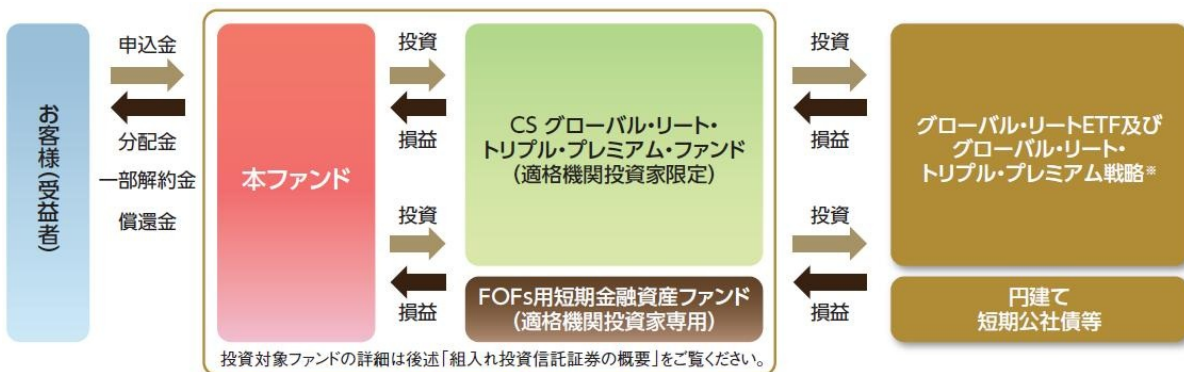 お客様(受益者)
申込金
分配金
一部解約金
償還金
本ファンド
投資
損益
投資
損益
CS グローバル・リート・
トリプル・プレミアム・ファンド
(適格機関投資家限定)
FOFs用短期金融資産ファンド
(適格機関投資家専用)
投資
損益
投資
損益
グローバル・リートETF及び
グローバル・リート・
トリプル・プレミアム戦略※
円建て
短期公社債等
投資対象ファンドの詳細は後述「組入れ投資信託証券の概要」をご覧ください。